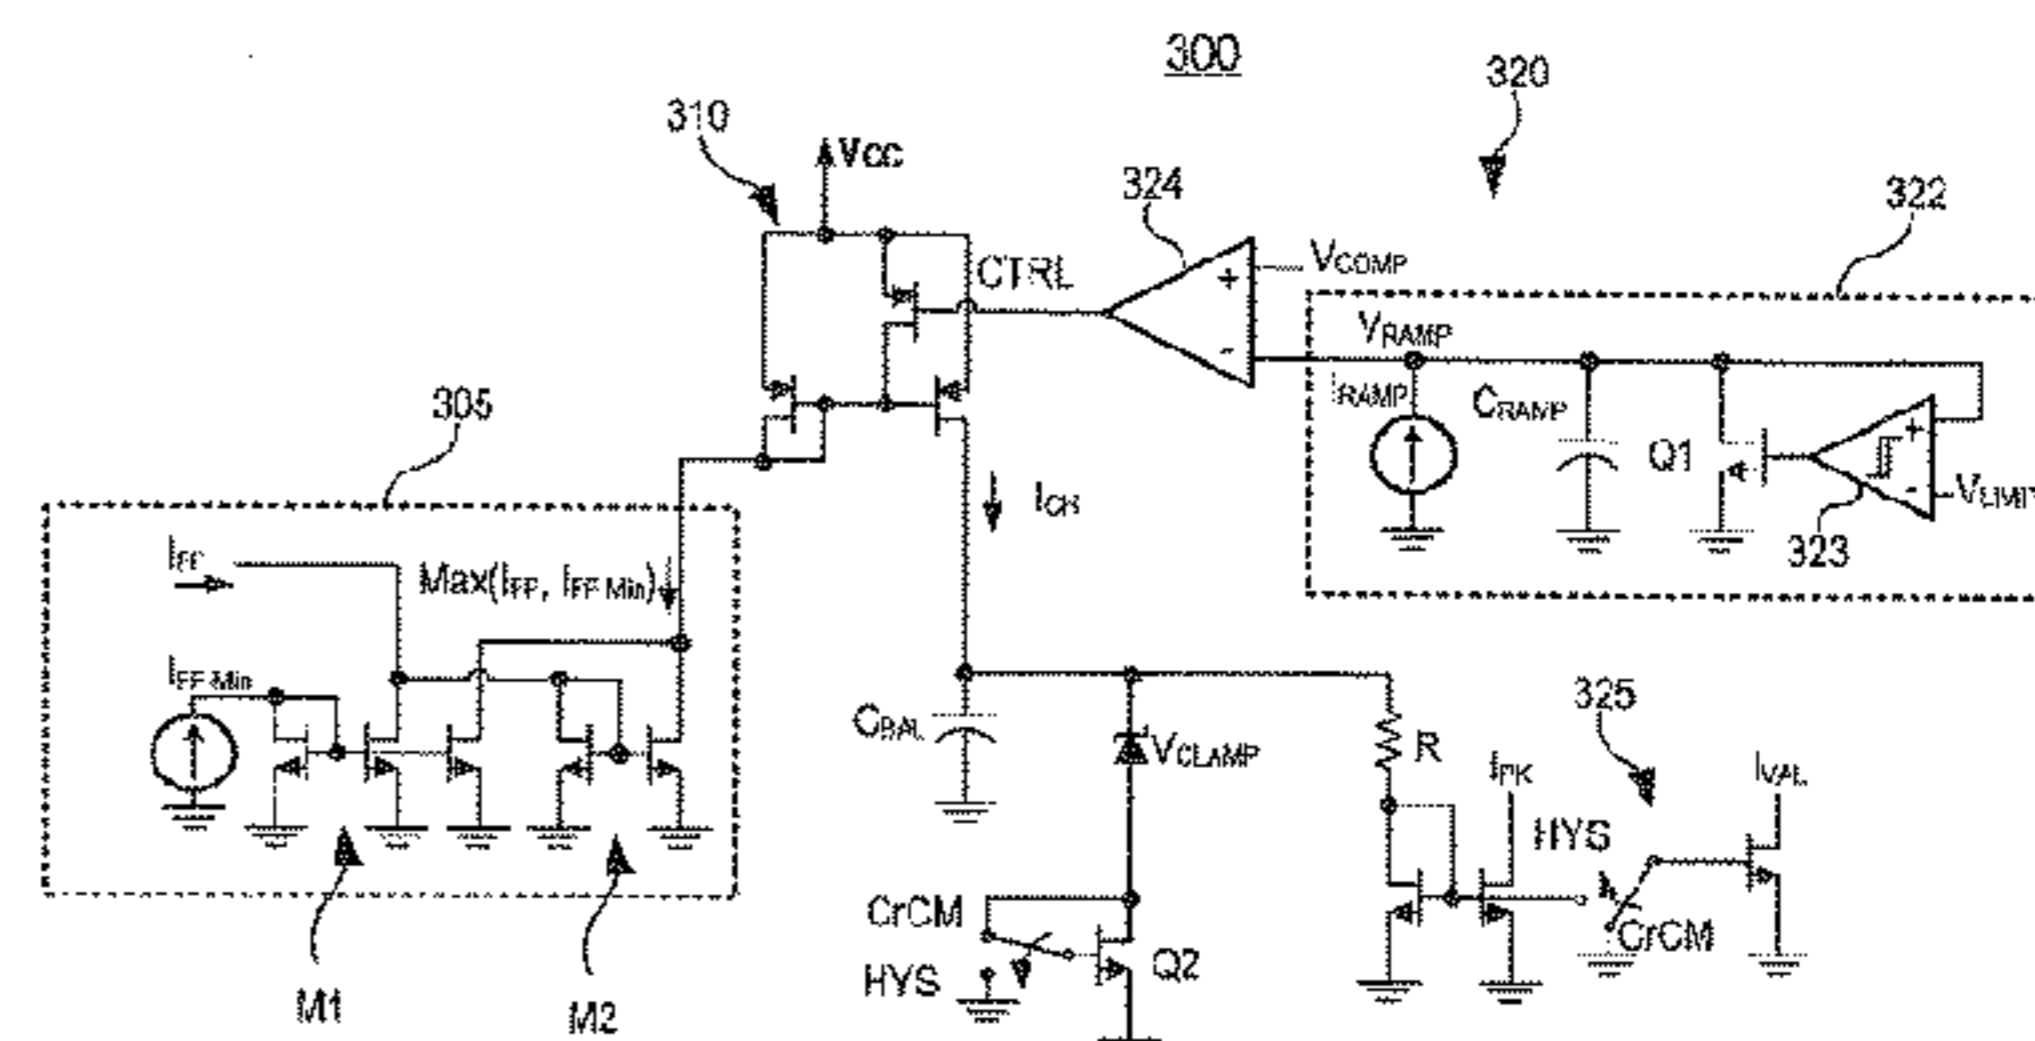 300
320
310
VCC
324
322
CTRL
+
VCOMP
-
VRAMP
IRAMP
CRAMP
Q1
+
-
VLIMIT
323
305
ICH
IFF
Max(IFF, IFF Min)
IFF Min
CBAL
VCLAMP
R
IPK
325
IVAL
HYS
CrCM
CrCM
HYS
Q2
M1
M2